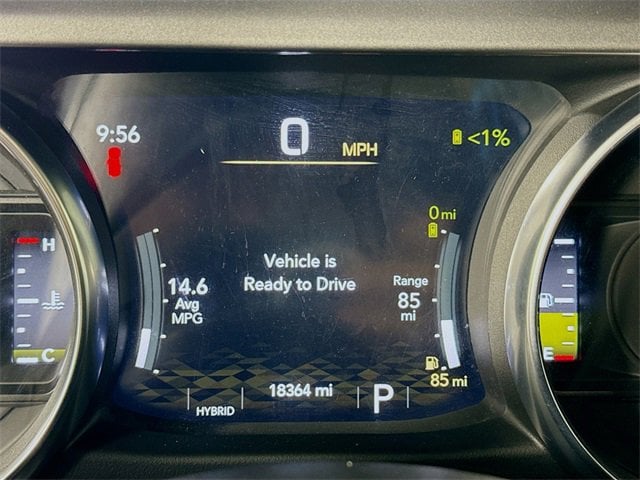 9:56
0 MPH
<1%
0 mi
H
Vehicle is
Ready to Drive
14.6
Avg
MPG
Range
85
mi
C
E
85 mi
18364 mi
P
HYBRID